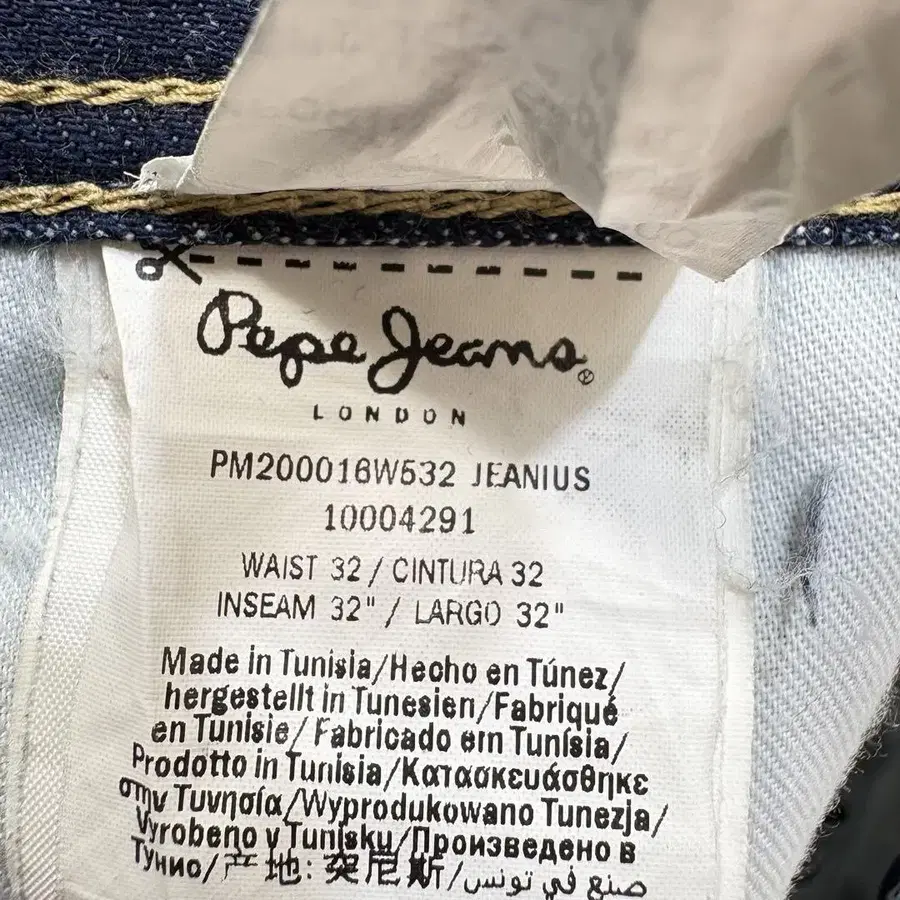 Pepe Jeans
LONDON
PM200016W532 JEANIUS
10004291
WAIST 32 / CINTURA 32
INSEAM 32" / LARGO 32"
Made in Tunisia/Hecho en Túnez/
hergestellt in Tunesien/Fabriqué
en Tunisie/Fabricado em Tunísia/
Prodotto in Tunisia/Κατασκευάσθηκε
στην Τυνησία/Wyprodukowano Tunezja/
Vyrobeno v Tunisku/Произведено в
Тунио/产地: 突尼斯/صنع في تونس